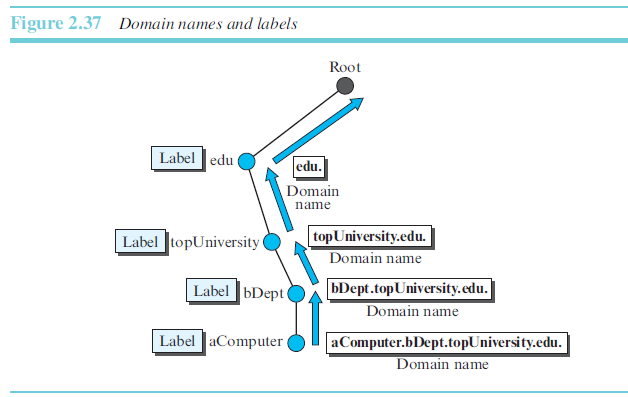 Figure 2.37 Domain names and labels
Root
Label edu
edu.
Domain
name
Label topUniversity
topUniversity.edu.
Domain name
Label bDept
bDept.topUniversity.edu.
Domain name
Label aComputer
aComputer.bDept.topUniversity.edu.
Domain name